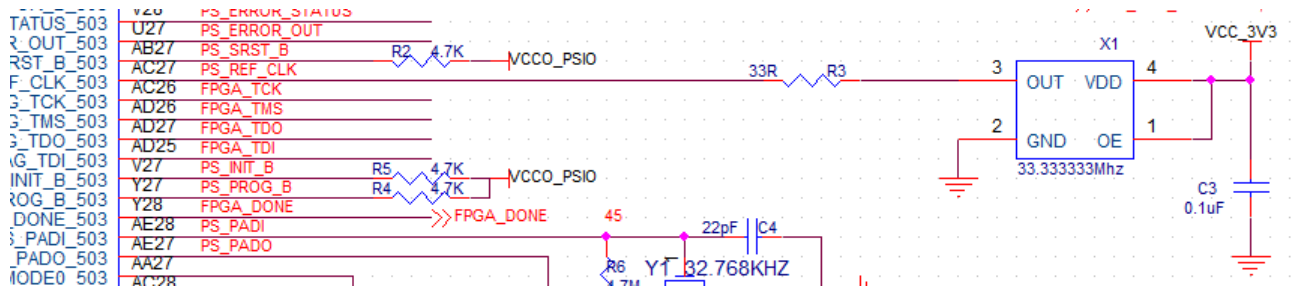 V28 PS_ERROR_STATUS
TATUS_503 U27 PS_ERROR_OUT
R_OUT_503 AB27 PS_SRST_B R2 4.7K VCCO_PSIO
RST_B_503 AC27 PS_REF_CLK 33R R3
F_CLK_503 AC26 FPGA_TCK
G_TCK_503 AD26 FPGA_TMS
G_TMS_503 AD27 FPGA_TDO
G_TDO_503 AD25 FPGA_TDI
AG_TDI_503 V27 PS_INIT_B R5 4.7K VCCO_PSIO
INIT_B_503 Y27 PS_PROG_B R4 4.7K
ROG_B_503 Y28 FPGA_DONE FPGA_DONE 45
DONE_503 AE28 PS_PADI 22pF C4
S_PADI_503 AE27 PS_PADO
_PADO_503 AA27 R6 Y1 32.768KHZ
MODE0_503 AC28 4.7M
X1 VCC_3V3
3 OUT VDD 4
2 GND OE 1
33.333333Mhz
C3
0.1uF